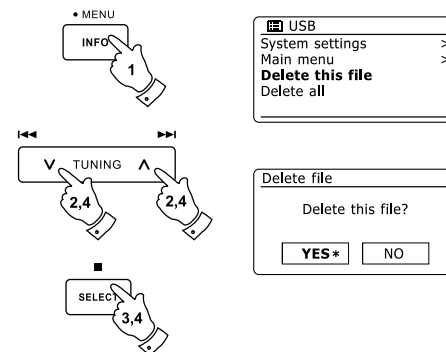 • MENU
INFO
1
TUNING
2,4
2,4
SELECT
3,4
USB
System settings >
Main menu >
Delete this file
Delete all
Delete file
Delete this file?
YES* NO